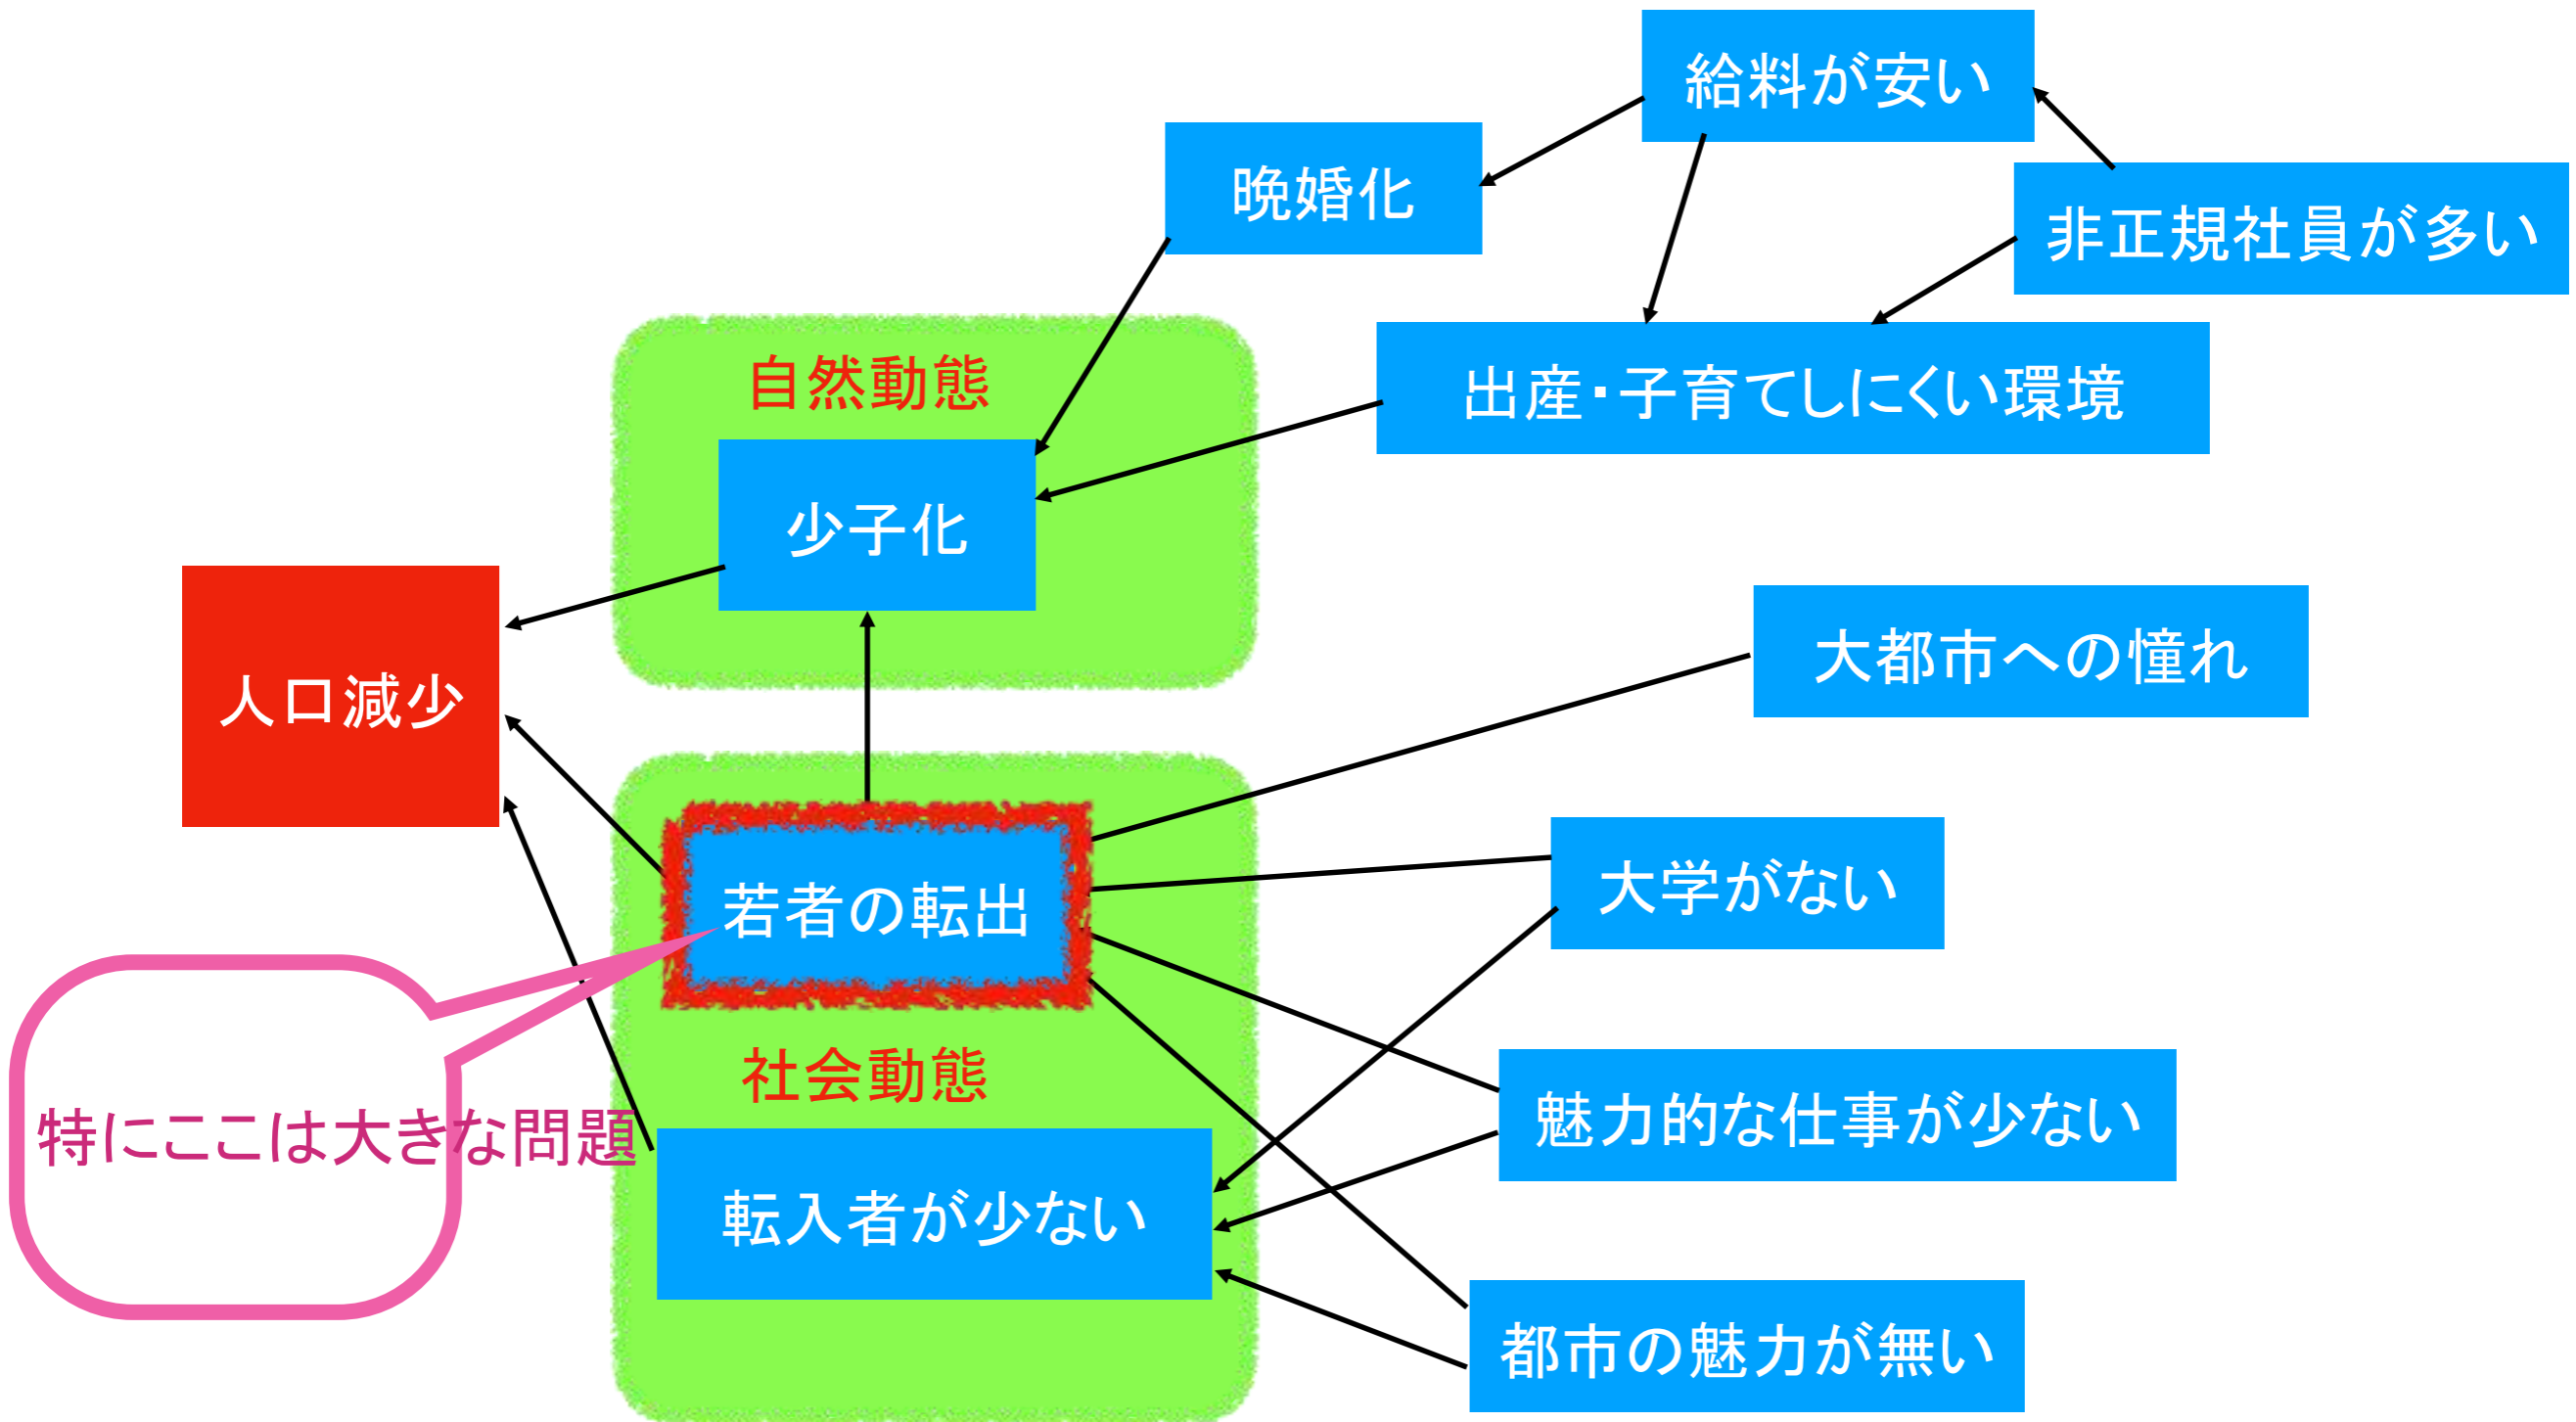 給料が安い
晩婚化
非正規社員が多い
自然動態
出産・子育てしにくい環境
少子化
大都市への憧れ
人口減少
大学がない
若者の転出
社会動態
特にここは大きな問題
魅力的な仕事が少ない
転入者が少ない
都市の魅力が無い